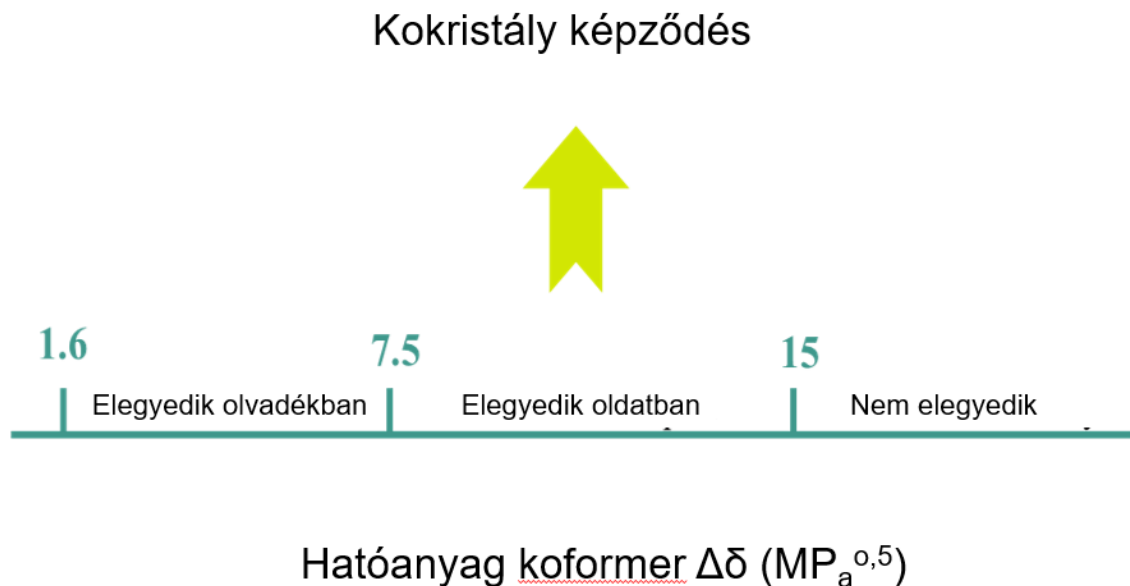 Kokristály képződés
1.6 7.5 15
Elegyedik olvadékban Elegyedik oldatban Nem elegyedik
Hatóanyag koformer Δδ (MPₐ⁰,⁵)